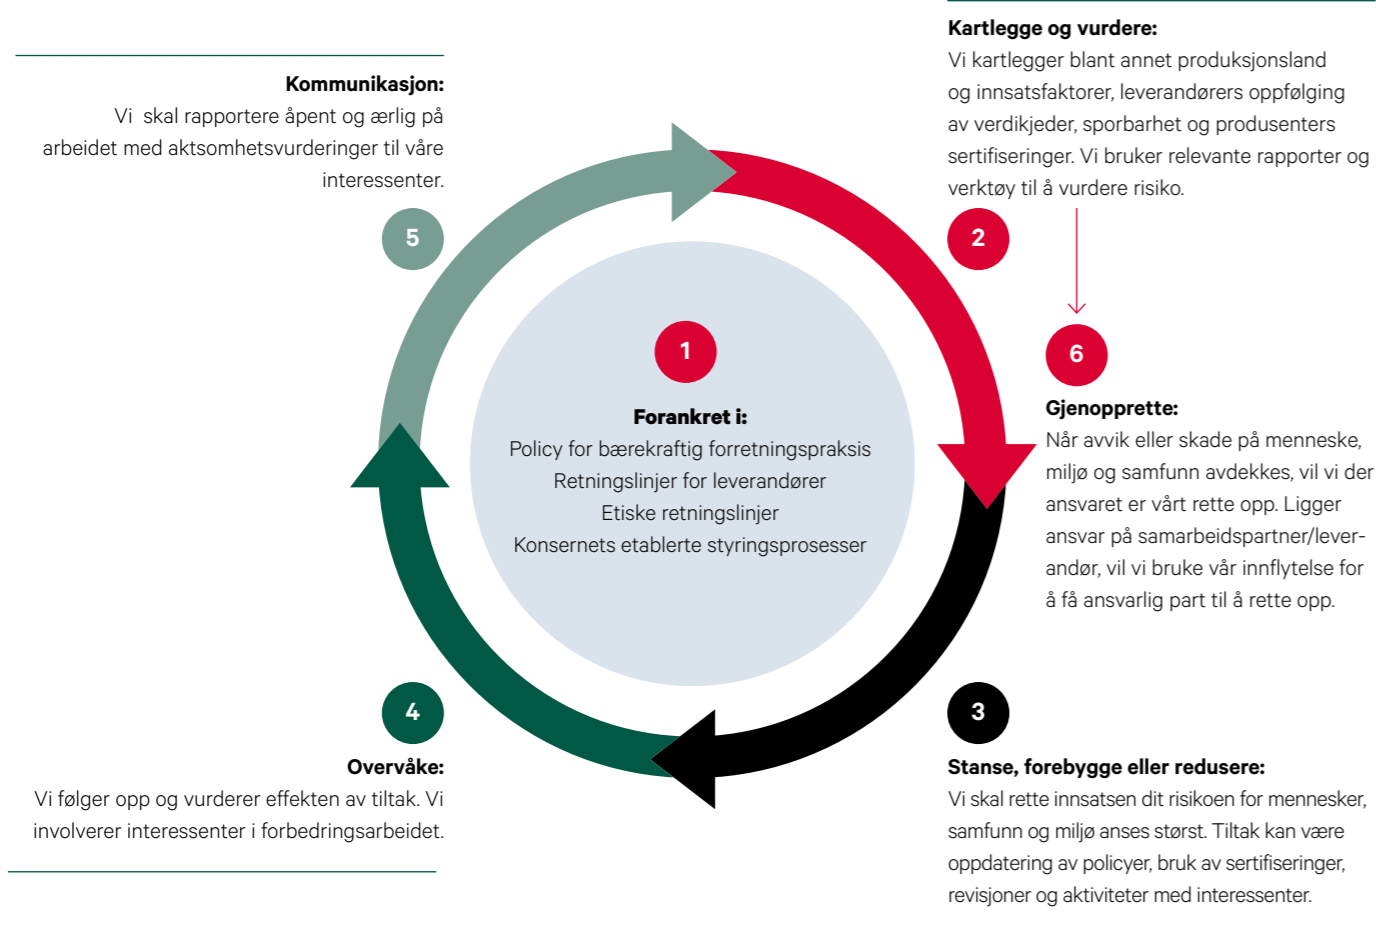 1
Forankret i:
Policy for bærekraftig forretningspraksis
Retningslinjer for leverandører
Etiske retningslinjer
Konsernets etablerte styringsprosesser
Kartlegge og vurdere:
Vi kartlegger blant annet produksjonsland
og innsatsfaktorer, leverandørers oppfølging
av verdikjeder, sporbarhet og produsenters
sertifiseringer. Vi bruker relevante rapporter og
verktøy til å vurdere risiko.
2
6
Gjenopprette:
Når avvik eller skade på menneske,
miljø og samfunn avdekkes, vil vi der
ansvaret er vårt rette opp. Ligger
ansvar på samarbeidspartner/lever-
andør, vil vi bruke vår innflytelse for
å få ansvarlig part til å rette opp.
3
Stanse, forebygge eller redusere:
Vi skal rette innsatsen dit risikoen for mennesker,
samfunn og miljø anses størst. Tiltak kan være
oppdatering av policyer, bruk av sertifiseringer,
revisjoner og aktiviteter med interessenter.
4
Overvåke:
Vi følger opp og vurderer effekten av tiltak. Vi
involverer interessenter i forbedringsarbeidet.
Kommunikasjon:
Vi skal rapportere åpent og ærlig på
arbeidet med aktsomhetsvurderinger til våre
interessenter.
5